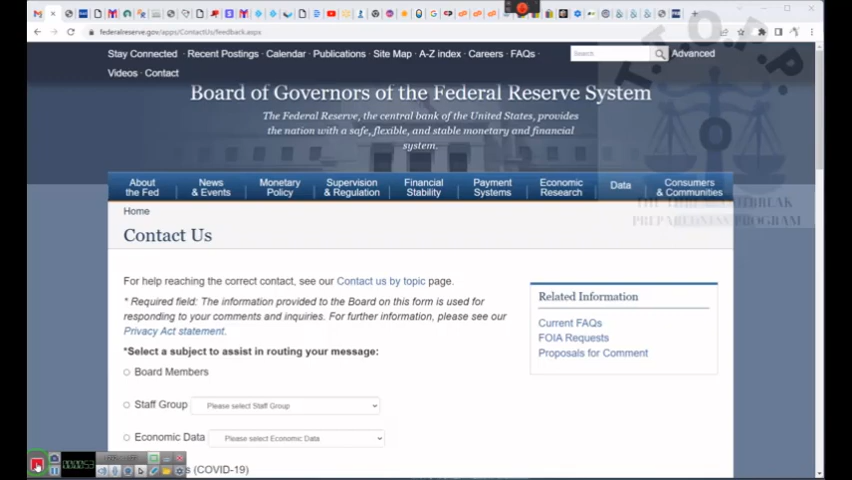 federalreserve.gov/apps/ContactUs/feedback.aspx
Stay Connected · Recent Postings · Calendar · Publications · Site Map · A-Z index · Careers · FAQs ·
Search
Advanced
Videos · Contact
T.T.O.P.P.
Board of Governors of the Federal Reserve System
The Federal Reserve, the central bank of the United States, provides
the nation with a safe, flexible, and stable monetary and financial
system.
About the Fed
News & Events
Monetary Policy
Supervision & Regulation
Financial Stability
Payment Systems
Economic Research
Data
Consumers & Communities
PREPAREDNESS PROGRAM
Home
Contact Us
For help reaching the correct contact, see our Contact us by topic page.
* Required field: The information provided to the Board on this form is used for
responding to your comments and inquiries. For further information, please see our
Privacy Act statement.
*Select a subject to assist in routing your message:
Board Members
Staff Group Please select Staff Group
Economic Data Please select Economic Data
s (COVID-19)
Related Information
Current FAQs
FOIA Requests
Proposals for Comment